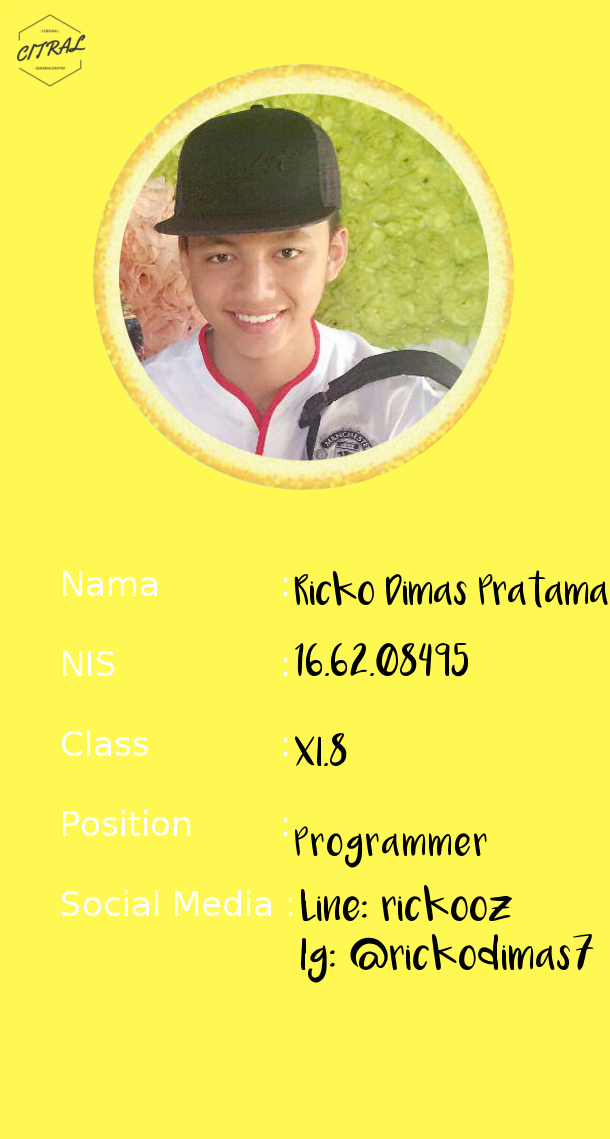 CITRAL
Nama : Ricko Dimas Pratama
NIS : 16.62.08495
Class : XI.8
Position : Programmer
Social Media : Line: rickooz
Ig: @rickodimas7